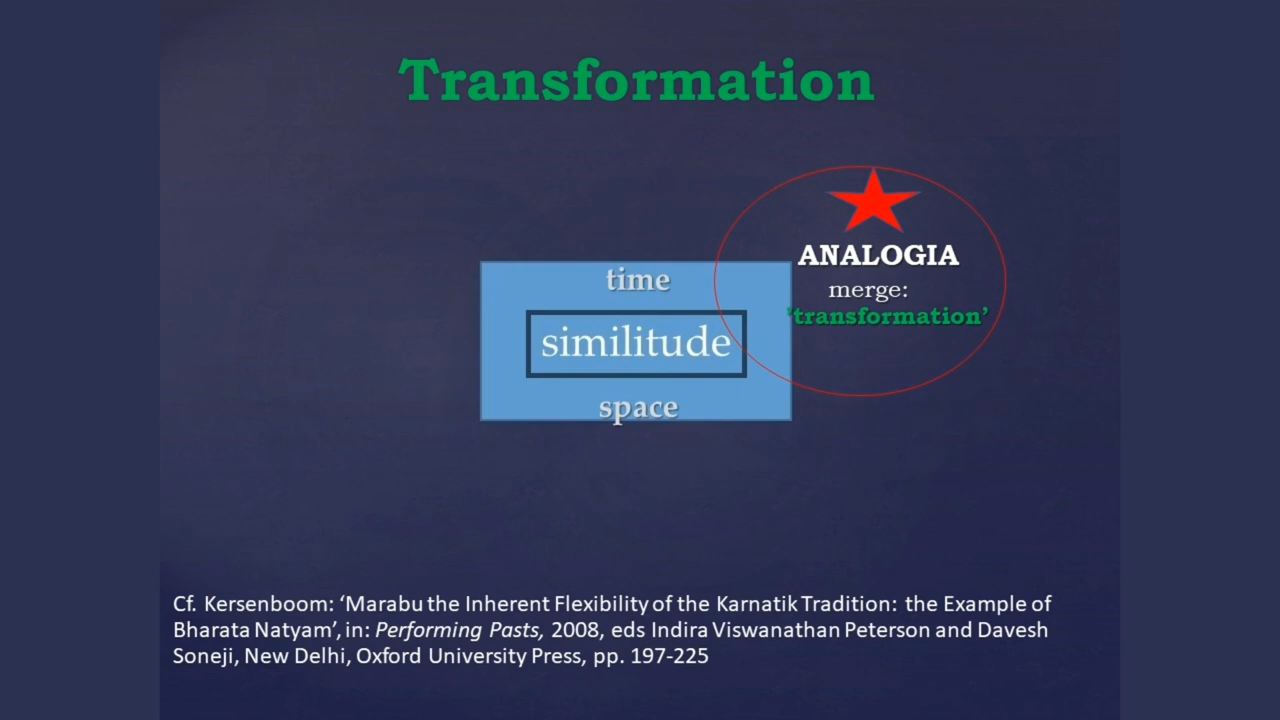 Transformation
ANALOGIA
merge:
'transformation'
time
similitude
space
Cf. Kersenboom: ‘Marabu the Inherent Flexibility of the Karnatik Tradition: the Example of
Bharata Natyam’, in: Performing Pasts, 2008, eds Indira Viswanathan Peterson and Davesh
Soneji, New Delhi, Oxford University Press, pp. 197-225